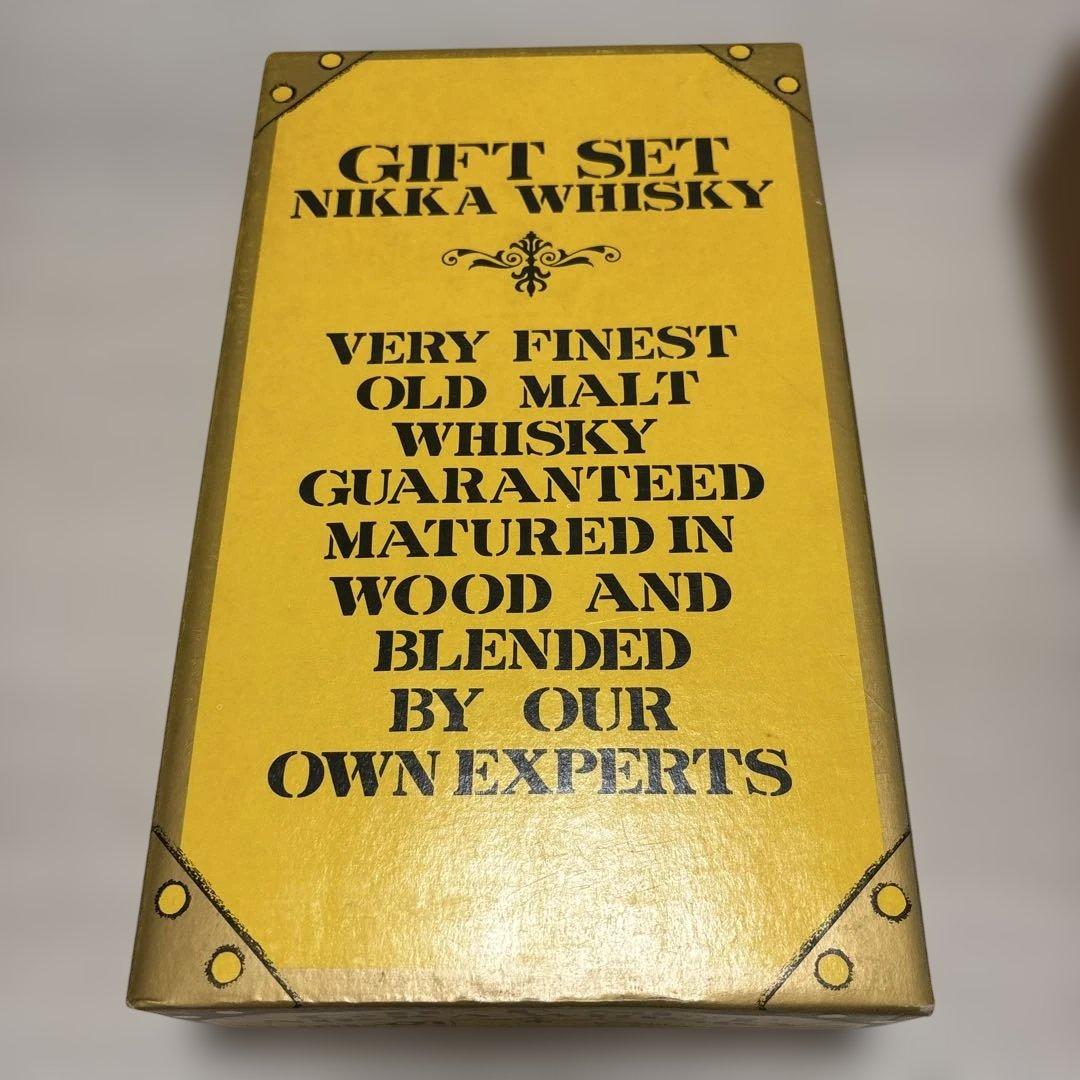 GIFT SET
NIKKA WHISKY
VERY FINEST
OLD MALT
WHISKY
GUARANTEED
MATURED IN
WOOD AND
BLENDED
BY OUR
OWN EXPERTS